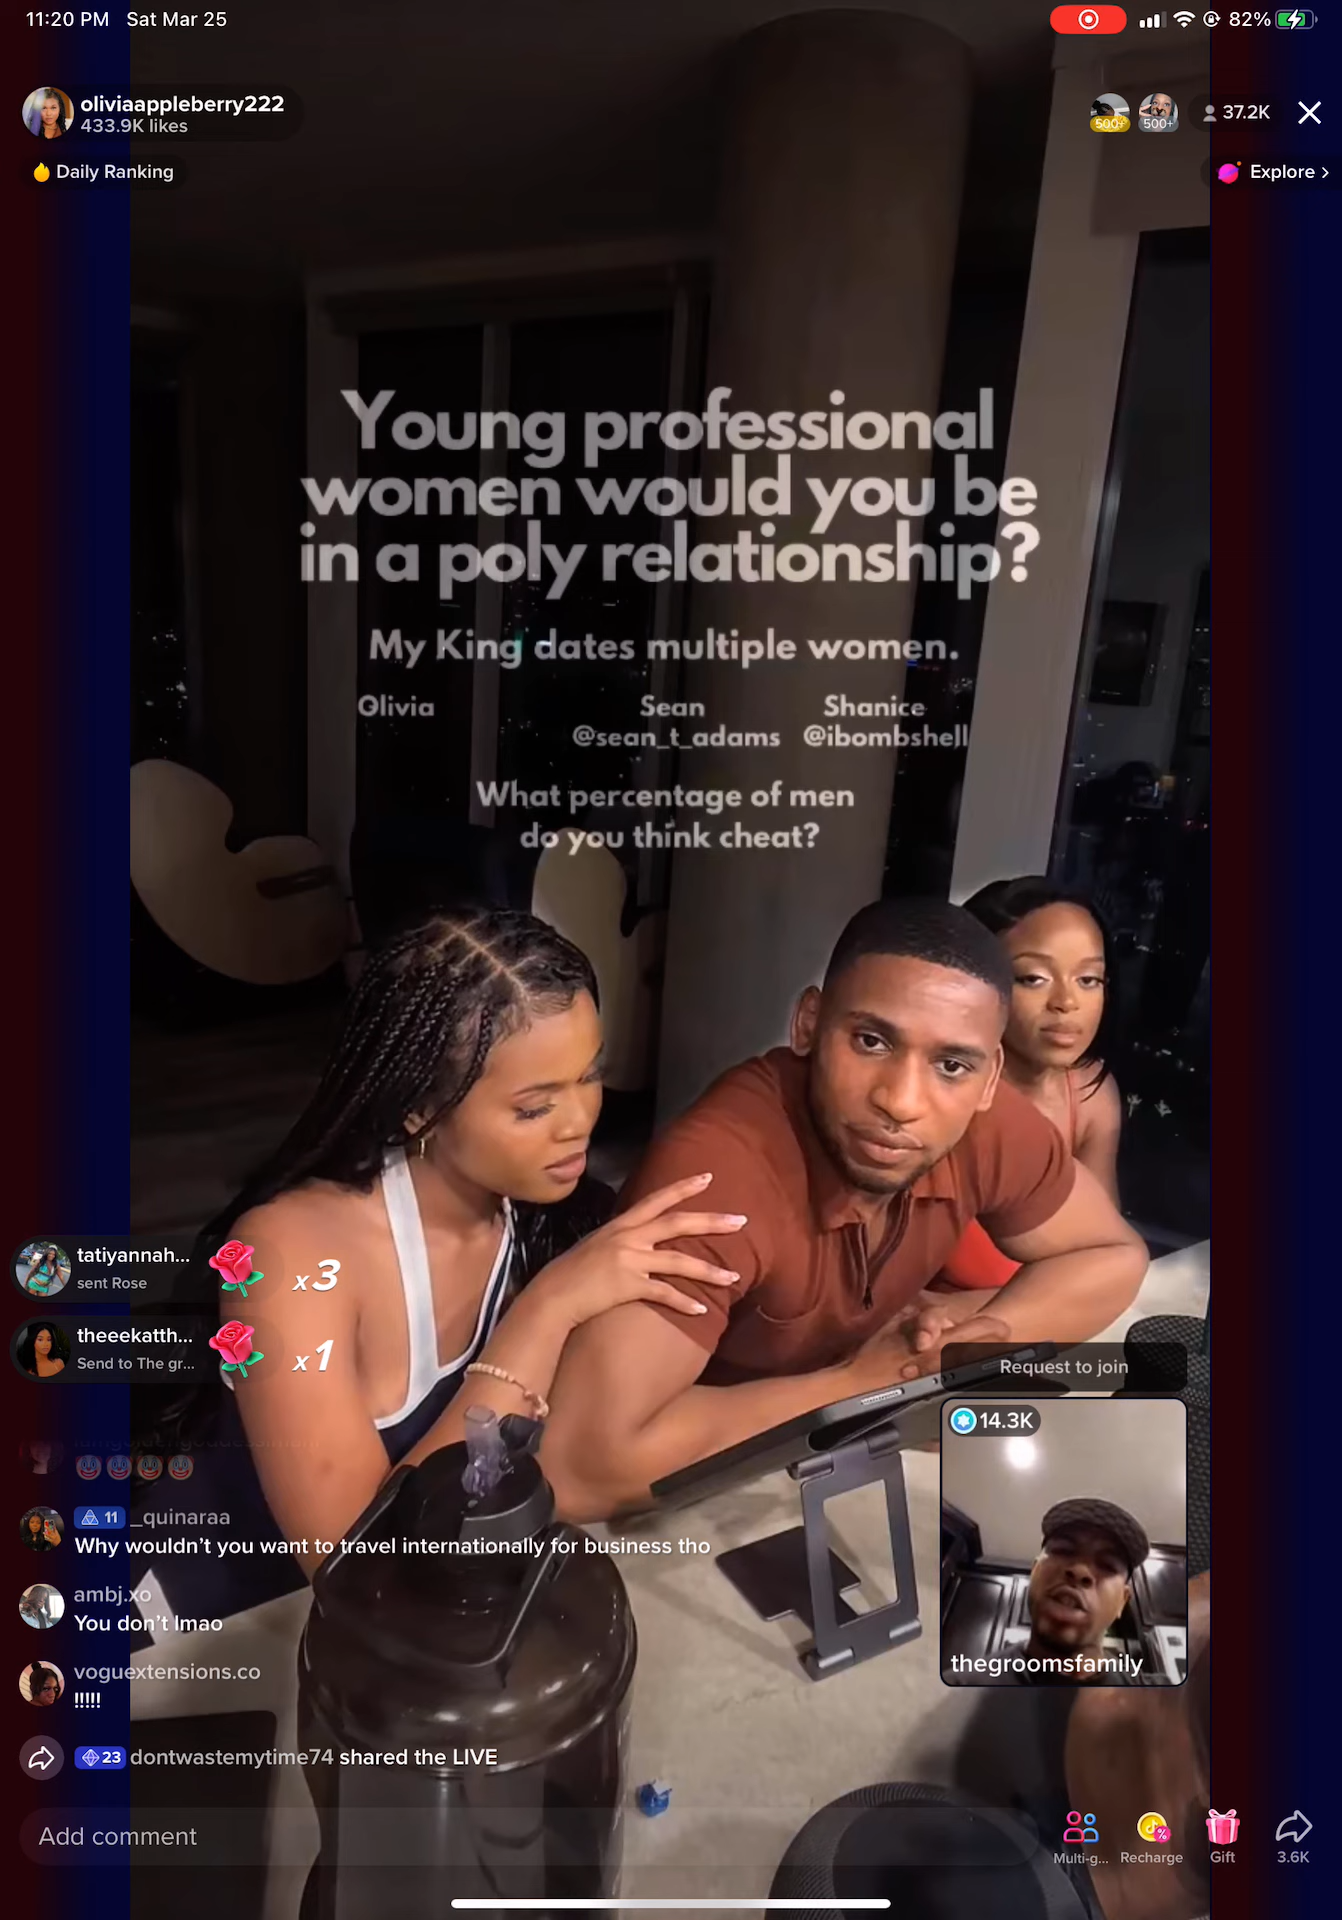 11:20 PM Sat Mar 25
82%
oliviaappleberry222
433.9K likes
500+
500+
37.2K
Daily Ranking
Explore >
Young professional
women would you be
in a poly relationship?
My King dates multiple women.
Olivia Sean Shanice
@sean_t_adams @ibombshell
What percentage of men
do you think cheat?
tatiyannah...
sent Rose
x3
theeekatth...
Send to The gr...
x1
Request to join
14.3K
thegroomsfamily
🤡🤡🤡🤡
11 _quinaraa
Why wouldn't you want to travel internationally for business tho
ambj.xo
You don't lmao
voguextensions.co
!!!!!
23 dontwastemytime74 shared the LIVE
Add comment
Multi-g...
Recharge
Gift
3.6K